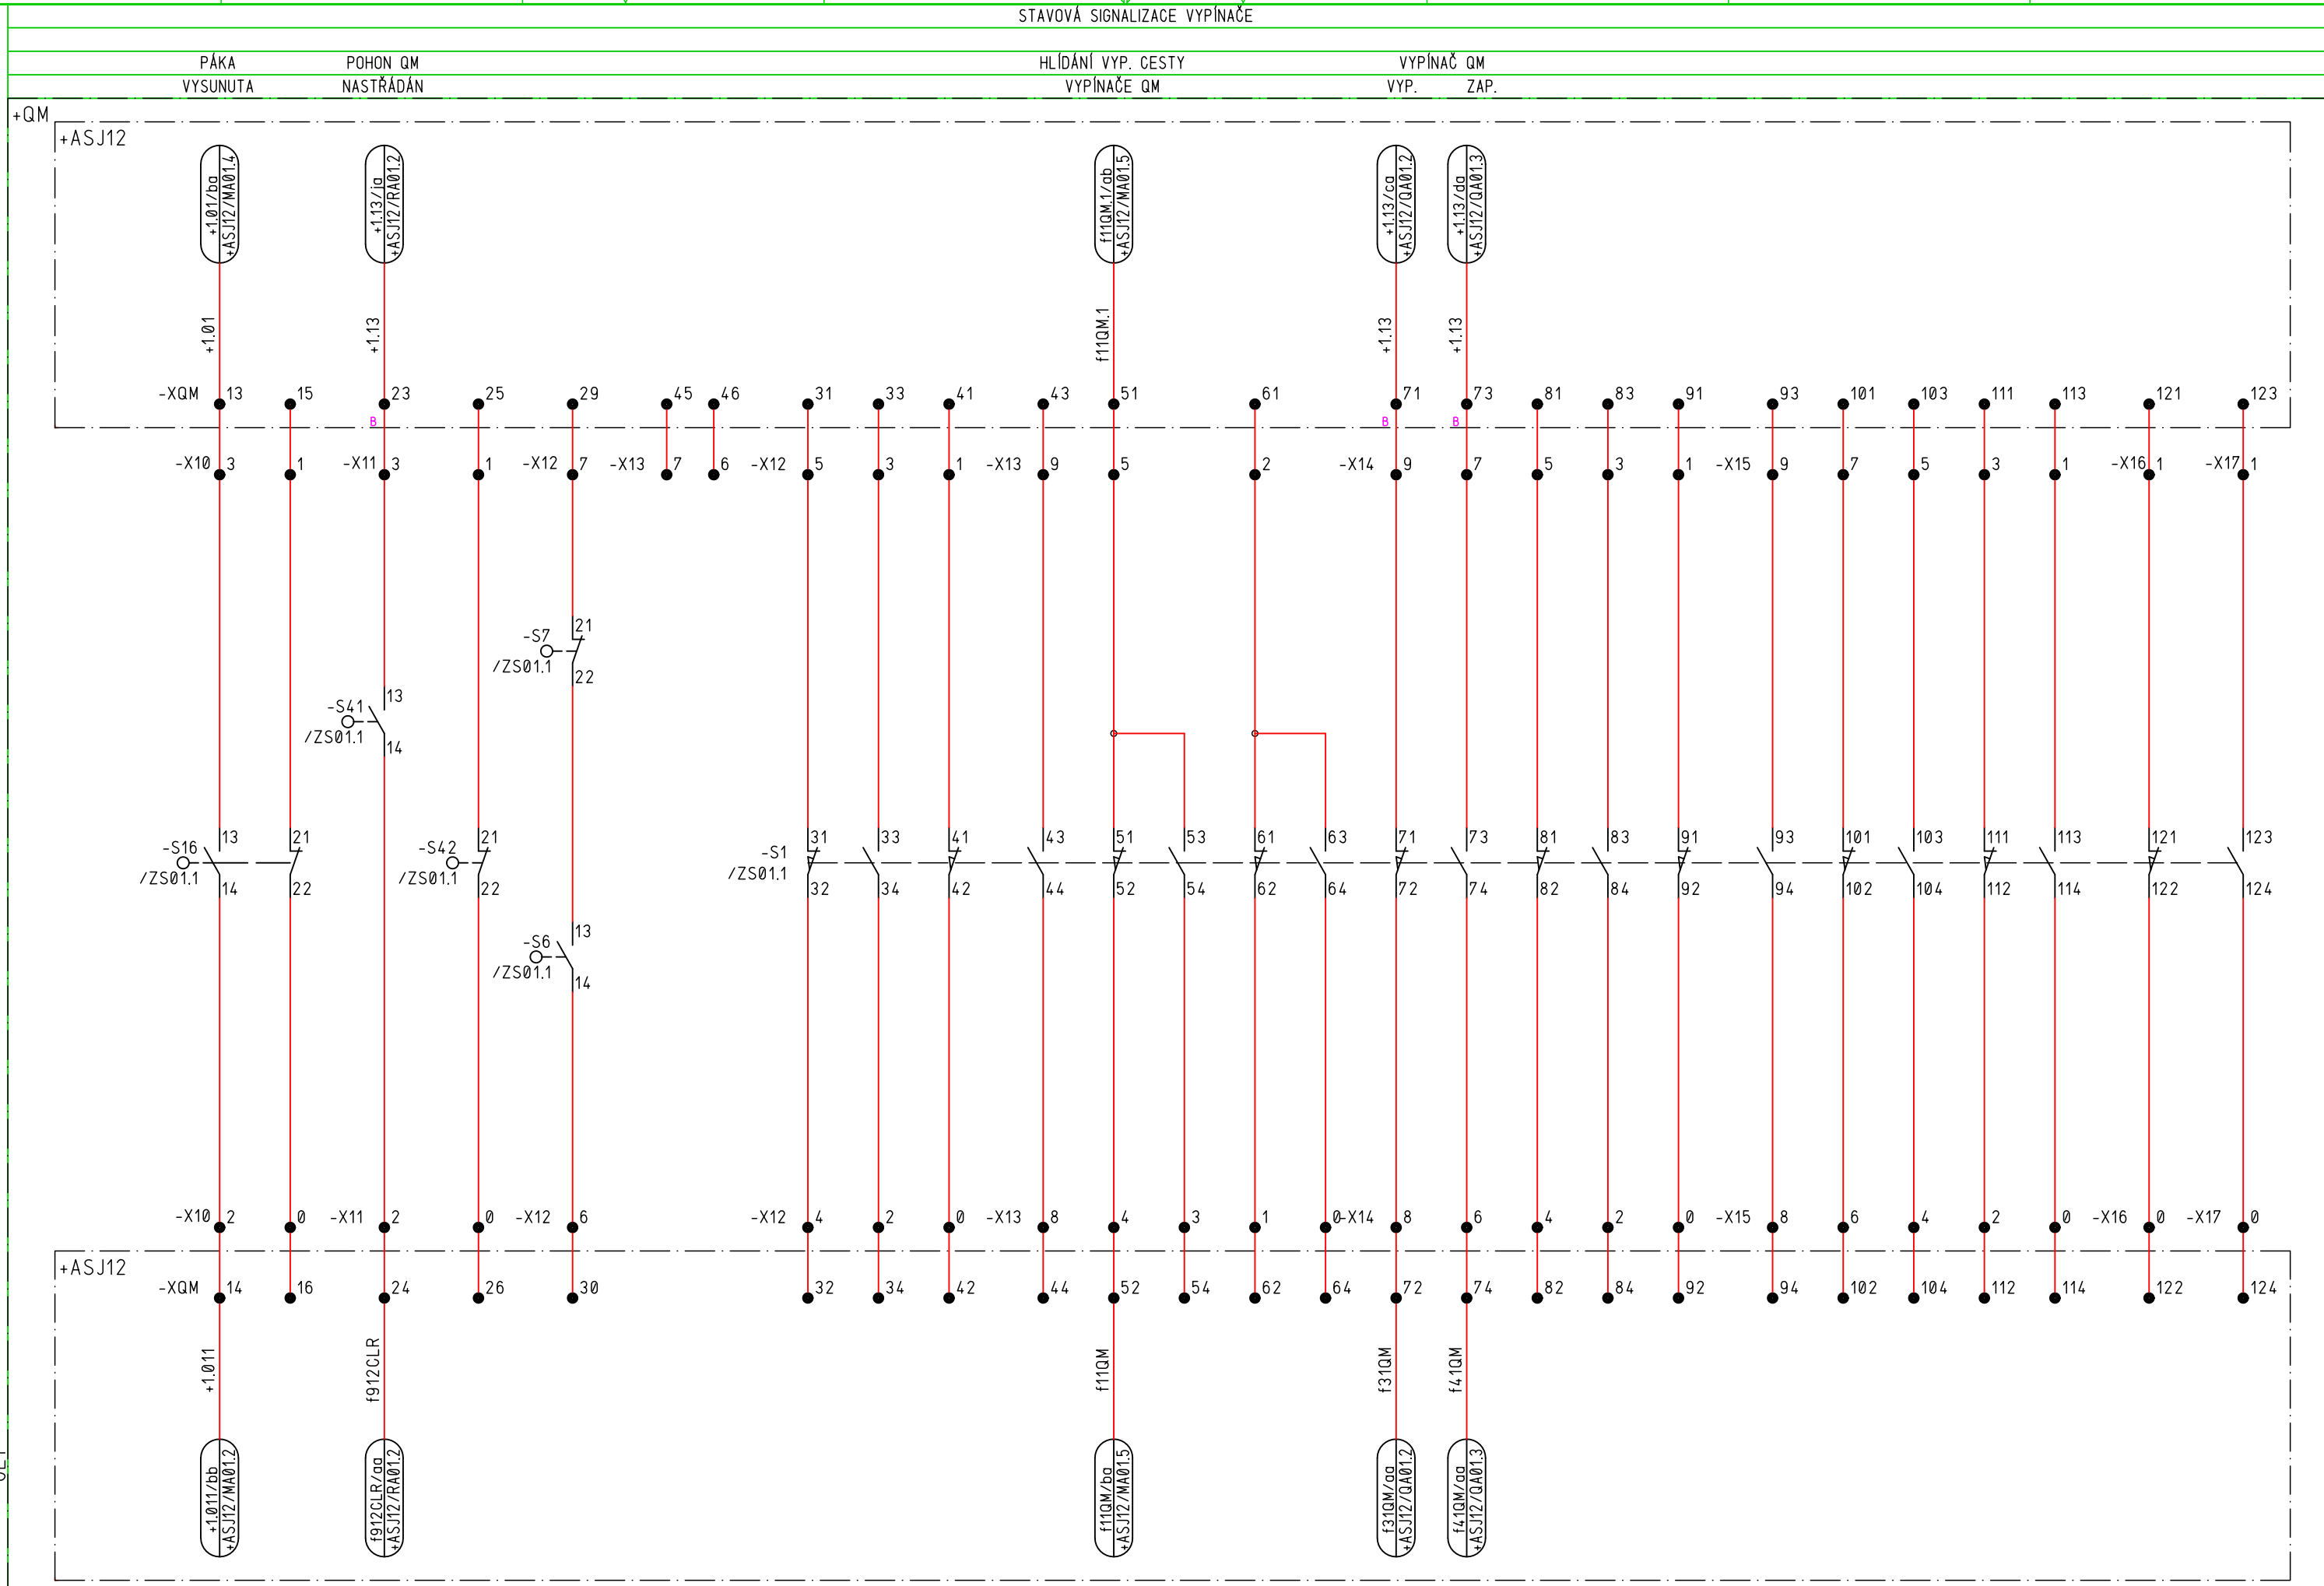 STAVOVÁ SIGNALIZACE VYPÍNAČE
PÁKA POHON QM HLÍDÁNÍ VYP. CESTY VYPÍNAČ QM
VYSUNUTA NASTŘÁDÁN VYPÍNAČE QM VYP. ZAP.
+QM
+ASJ12
+1.01/ba +1.13/ja f11QM.1/ab +1.13/ca +1.13/da
+ASJ12/MA01.4 +ASJ12/RA01.2 +ASJ12/MA01.5 +ASJ12/QA01.2 +ASJ12/QA01.3
+1.01 +1.13 f11QM.1 +1.13 +1.13
-XQM 13 15 23 25 29 45 46 31 33 41 43 51 61 71 73 81 83 91 93 101 103 111 113 121 123
B B B
-X10 3 1 -X11 3 1 -X12 7 -X13 7 6 -X12 5 3 1 -X13 9 5 2 -X14 9 7 5 3 1 -X15 9 7 5 3 1 -X16 1 -X17 1
-S7 21
/ZS01.1 22
-S41 13
/ZS01.1 14
13 21 21 31 33 41 43 51 53 61 63 71 73 81 83 91 93 101 103 111 113 121 123
-S16 -S42 -S1
/ZS01.1 /ZS01.1 /ZS01.1
14 22 22 32 34 42 44 52 54 62 64 72 74 82 84 92 94 102 104 112 114 122 124
-S6 13
/ZS01.1 14
-X10 2 0 -X11 2 0 -X12 6 -X12 4 2 0 -X13 8 4 3 1 0 -X14 8 6 4 2 0 -X15 8 6 4 2 0 -X16 0 -X17 0
+ASJ12
-XQM 14 16 24 26 30 32 34 42 44 52 54 62 64 72 74 82 84 92 94 102 104 112 114 122 124
+1.011 f912CLR f11QM f31QM f41QM
+1.011/bb f912CLR/aa f11QM/ba f31QM/aa f41QM/aa
+ASJ12/MA01.2 +ASJ12/RA01.2 +ASJ12/MA01.5 +ASJ12/QA01.2 +ASJ12/QA01.3